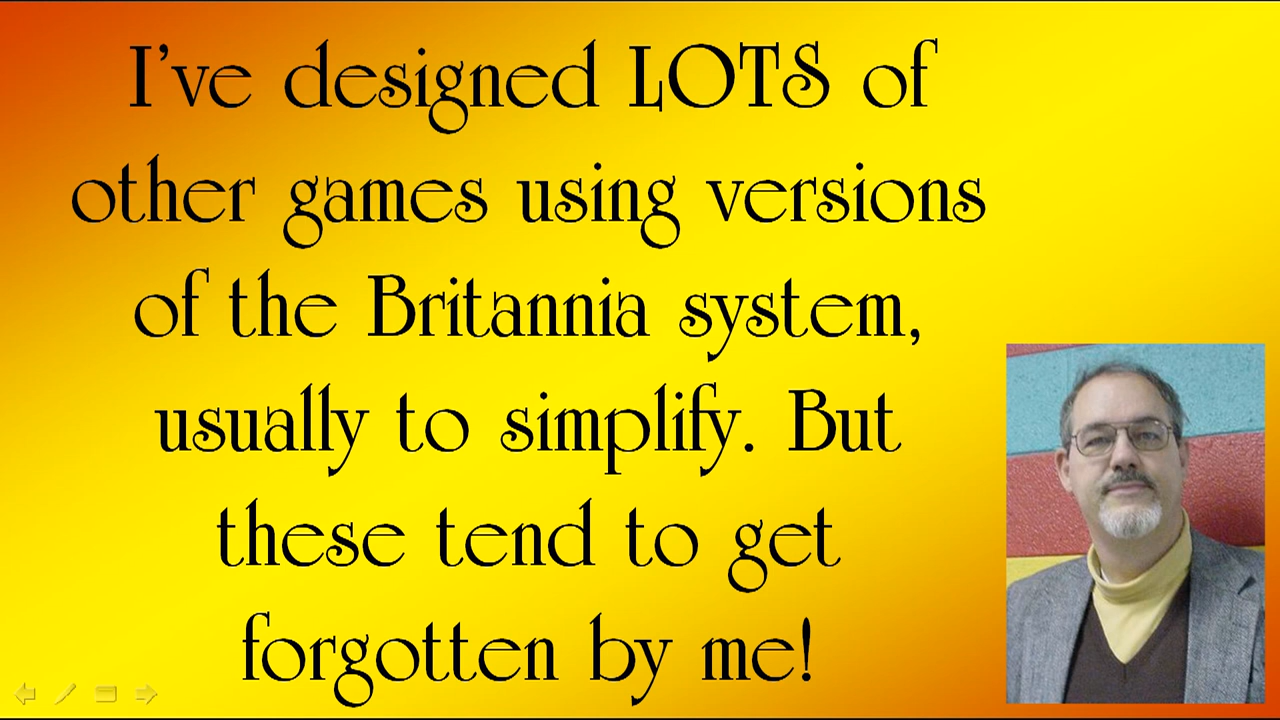 I've designed LOTS of
other games using versions
of the Britannia system,
usually to simplify. But
these tend to get
forgotten by me!